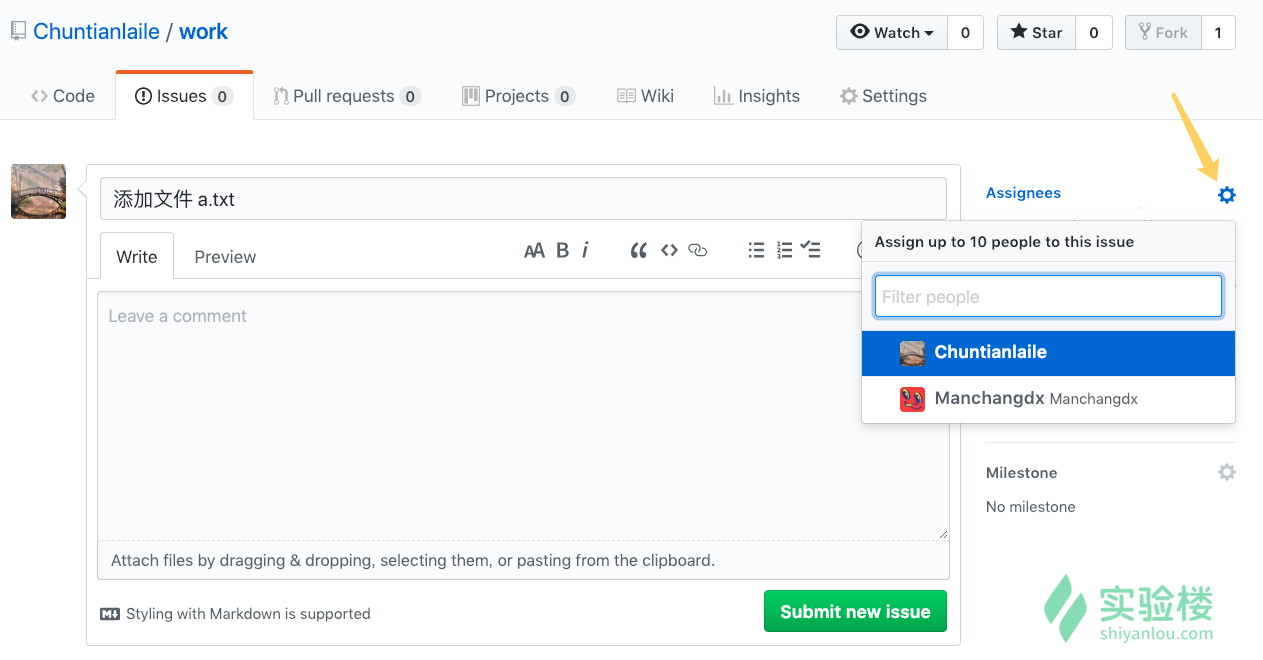 Chuntianlaile / work
Watch 0 Star 0 Fork 1
Code Issues 0 Pull requests 0 Projects 0 Wiki Insights Settings
添加文件 a.txt
Assignees
Write Preview AA B i
Assign up to 10 people to this issue
Filter people
Leave a comment
Chuntianlaile
Manchangdx Manchangdx
Milestone
No milestone
Attach files by dragging & dropping, selecting them, or pasting from the clipboard.
Styling with Markdown is supported
Submit new issue
实验楼
shiyanlou.com